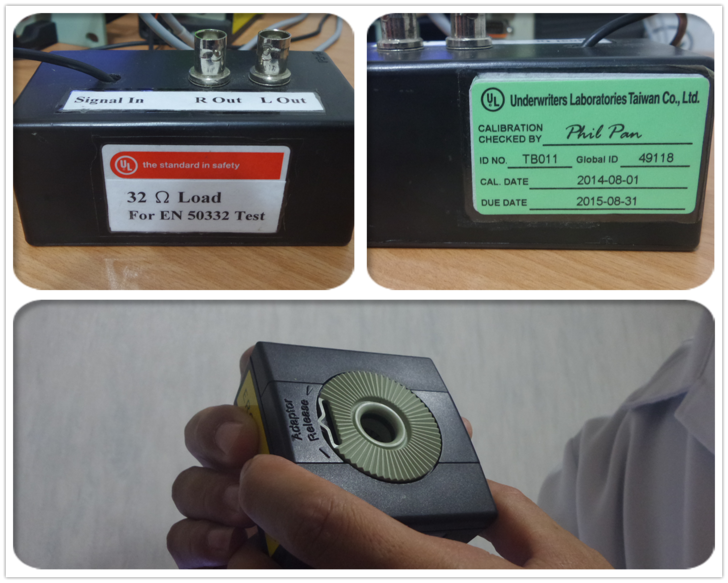 Signal In R Out L Out
UL the standard in safety
32 Ω Load
For EN 50332 Test
UL Underwriters Laboratories Taiwan Co., Ltd.
CALIBRATION
CHECKED BY Phil Pan
ID NO. TB011 Global ID 49118
CAL. DATE 2014-08-01
DUE DATE 2015-08-31
Adaptor
Release